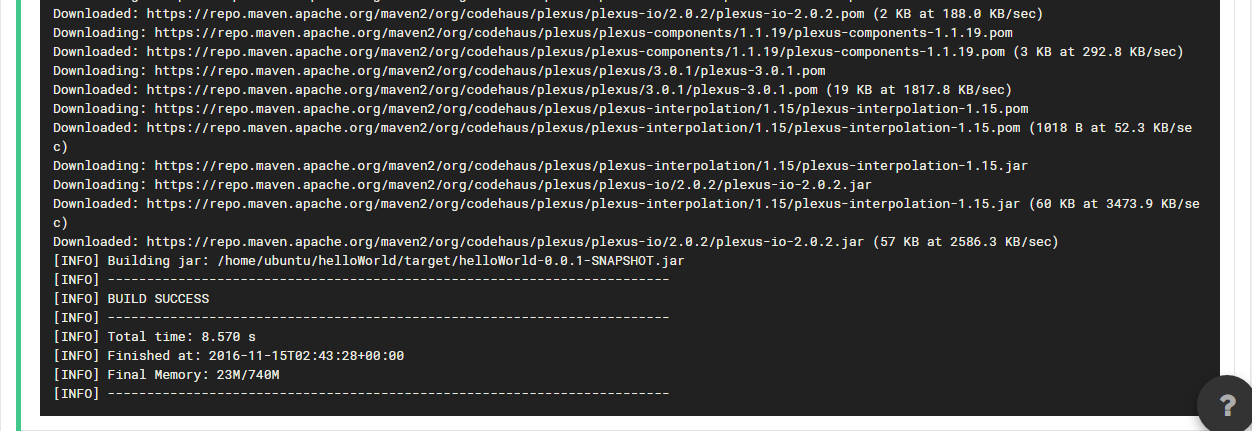 Downloaded: https://repo.maven.apache.org/maven2/org/codehaus/plexus/plexus-io/2.0.2/plexus-io-2.0.2.pom (2 KB at 188.0 KB/sec)
Downloading: https://repo.maven.apache.org/maven2/org/codehaus/plexus/plexus-components/1.1.19/plexus-components-1.1.19.pom
Downloaded: https://repo.maven.apache.org/maven2/org/codehaus/plexus/plexus-components/1.1.19/plexus-components-1.1.19.pom (3 KB at 292.8 KB/sec)
Downloading: https://repo.maven.apache.org/maven2/org/codehaus/plexus/plexus/3.0.1/plexus-3.0.1.pom
Downloaded: https://repo.maven.apache.org/maven2/org/codehaus/plexus/plexus/3.0.1/plexus-3.0.1.pom (19 KB at 1817.8 KB/sec)
Downloading: https://repo.maven.apache.org/maven2/org/codehaus/plexus/plexus-interpolation/1.15/plexus-interpolation-1.15.pom
Downloaded: https://repo.maven.apache.org/maven2/org/codehaus/plexus/plexus-interpolation/1.15/plexus-interpolation-1.15.pom (1018 B at 52.3 KB/se
c)
Downloading: https://repo.maven.apache.org/maven2/org/codehaus/plexus/plexus-interpolation/1.15/plexus-interpolation-1.15.jar
Downloading: https://repo.maven.apache.org/maven2/org/codehaus/plexus/plexus-io/2.0.2/plexus-io-2.0.2.jar
Downloaded: https://repo.maven.apache.org/maven2/org/codehaus/plexus/plexus-interpolation/1.15/plexus-interpolation-1.15.jar (60 KB at 3473.9 KB/se
c)
Downloaded: https://repo.maven.apache.org/maven2/org/codehaus/plexus/plexus-io/2.0.2/plexus-io-2.0.2.jar (57 KB at 2586.3 KB/sec)
[INFO] Building jar: /home/ubuntu/helloWorld/target/helloWorld-0.0.1-SNAPSHOT.jar
[INFO] ------------------------------------------------------------------------
[INFO] BUILD SUCCESS
[INFO] ------------------------------------------------------------------------
[INFO] Total time: 8.570 s
[INFO] Finished at: 2016-11-15T02:43:28+00:00
[INFO] Final Memory: 23M/740M
[INFO] ------------------------------------------------------------------------
?